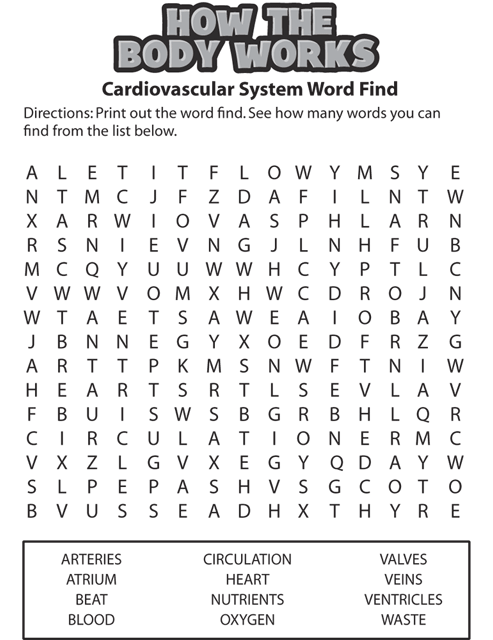 HOW THE
BODY WORKS
Cardiovascular System Word Find
Directions: Print out the word find. See how many words you can
find from the list below.
A L E T I T F L O W Y M S Y E
N T M C J F Z D A F I L N T W
X A R W I O V A S P H L A R N
R S N I E V N G J L N H F U B
M C Q Y U U W W H C Y P T L C
V W W V O M X H W C D R O J N
W T A E T S A W E A I O B A Y
J B N N E G Y X O E D F R Z G
A R T T P K M S N W F T N I W
H E A R T S R T L S E V L A V
F B U I S W S B G R B H L Q R
C I R C U L A T I O N E R M C
V X Z L G V X E G Y Q D A Y W
S L P E P A S H V S G C O T O
B V U S S E A D H X T H Y R E
ARTERIES CIRCULATION VALVES
ATRIUM HEART VEINS
BEAT NUTRIENTS VENTRICLES
BLOOD OXYGEN WASTE